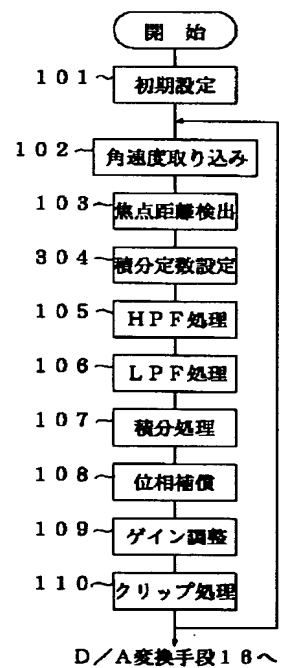 開 始
101 初期設定
102 角速度取り込み
103 焦点距離検出
304 積分定数設定
105 HPF処理
106 LPF処理
107 積分処理
108 位相補償
109 ゲイン調整
110 クリップ処理
D/A変換手段16へ